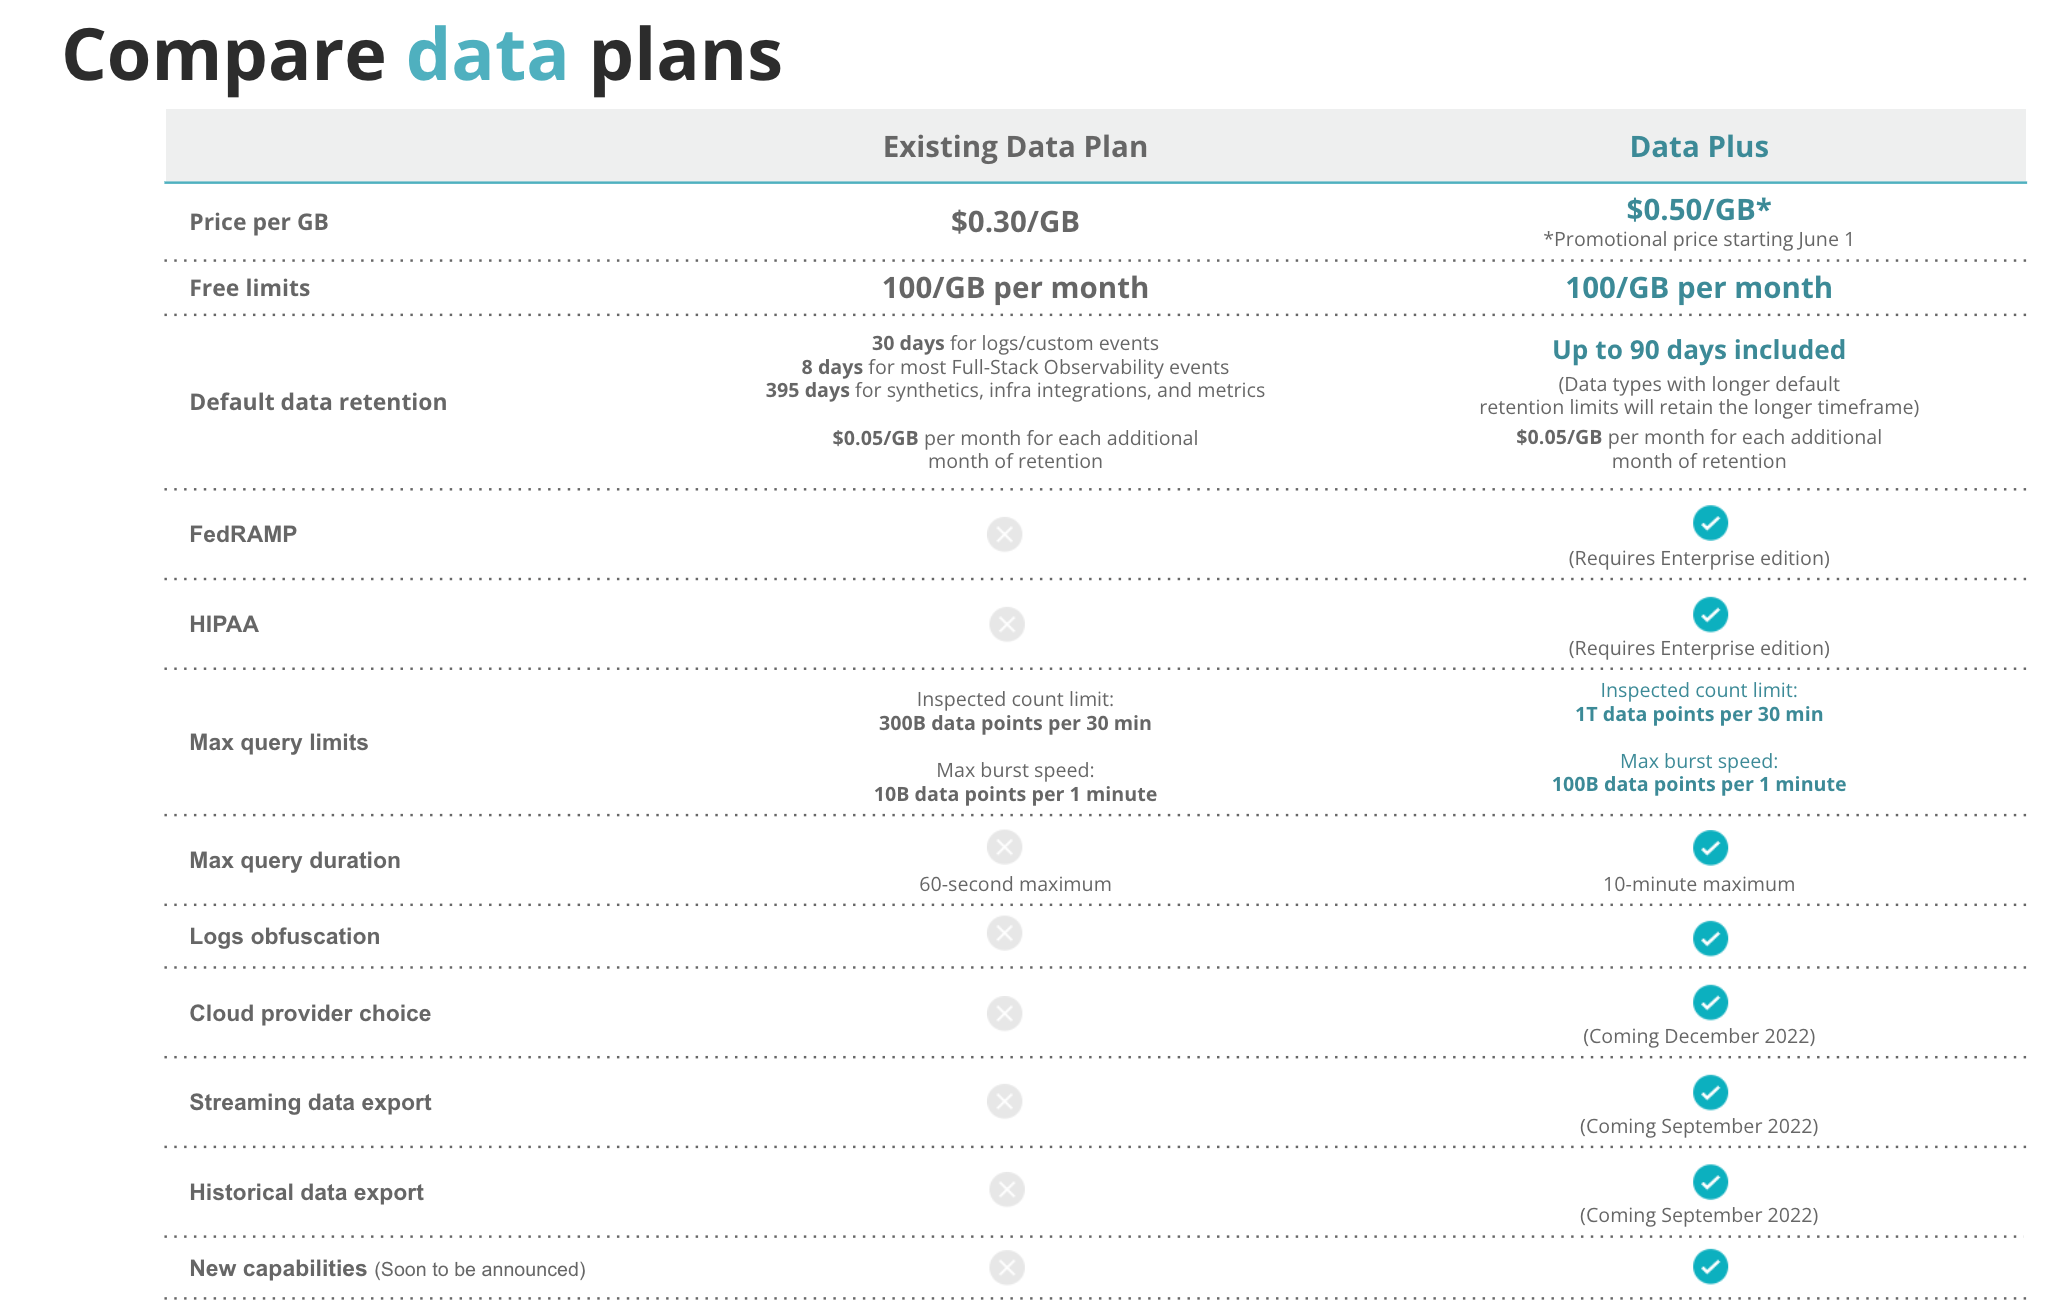 Compare data plans
Existing Data Plan
Data Plus
Price per GB
$0.30/GB
$0.50/GB*
*Promotional price starting June 1
Free limits
100/GB per month
100/GB per month
Default data retention
30 days for logs/custom events
8 days for most Full-Stack Observability events
395 days for synthetics, infra integrations, and metrics
$0.05/GB per month for each additional
month of retention
Up to 90 days included
(Data types with longer default
retention limits will retain the longer timeframe)
$0.05/GB per month for each additional
month of retention
FedRAMP
(Requires Enterprise edition)
HIPAA
(Requires Enterprise edition)
Max query limits
Inspected count limit:
300B data points per 30 min
Max burst speed:
10B data points per 1 minute
Inspected count limit:
1T data points per 30 min
Max burst speed:
100B data points per 1 minute
Max query duration
60-second maximum
10-minute maximum
Logs obfuscation
Cloud provider choice
(Coming December 2022)
Streaming data export
(Coming September 2022)
Historical data export
(Coming September 2022)
New capabilities (Soon to be announced)